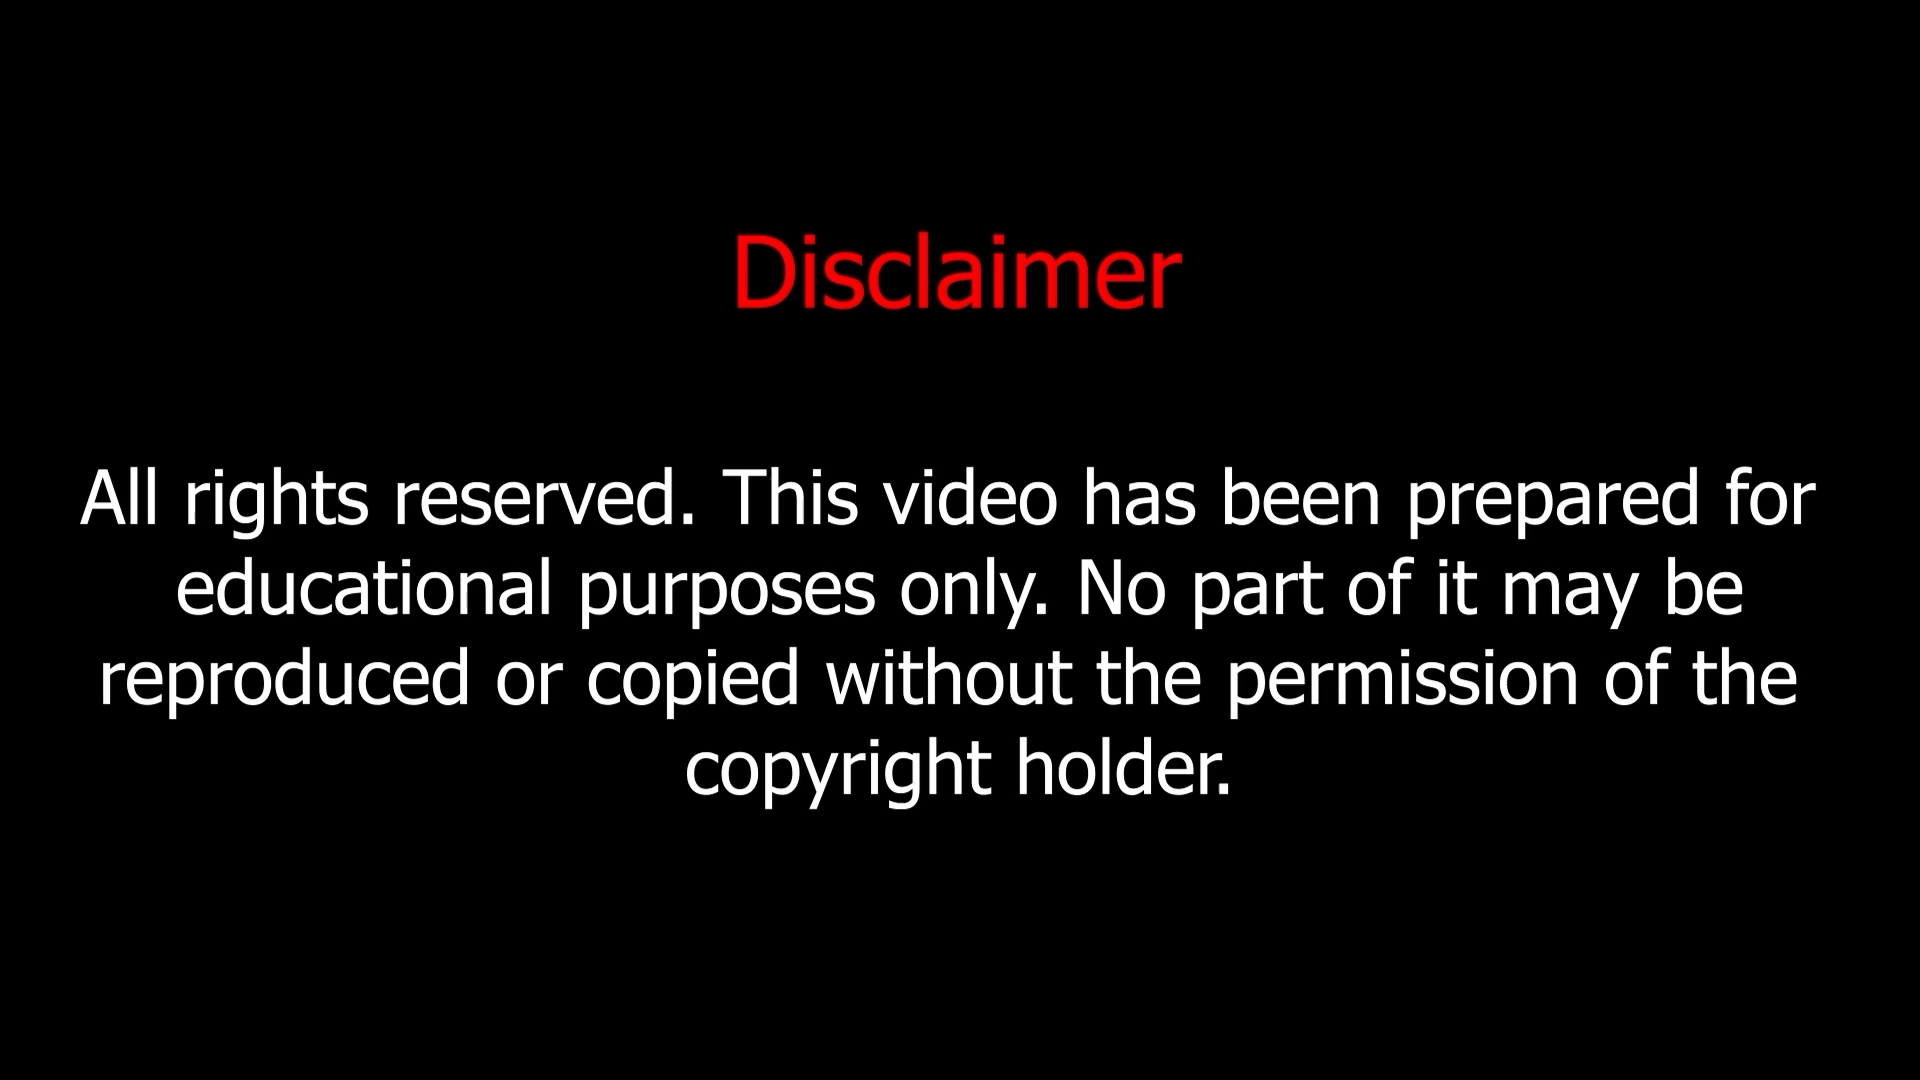 Disclaimer
All rights reserved. This video has been prepared for
educational purposes only. No part of it may be
reproduced or copied without the permission of the
copyright holder.